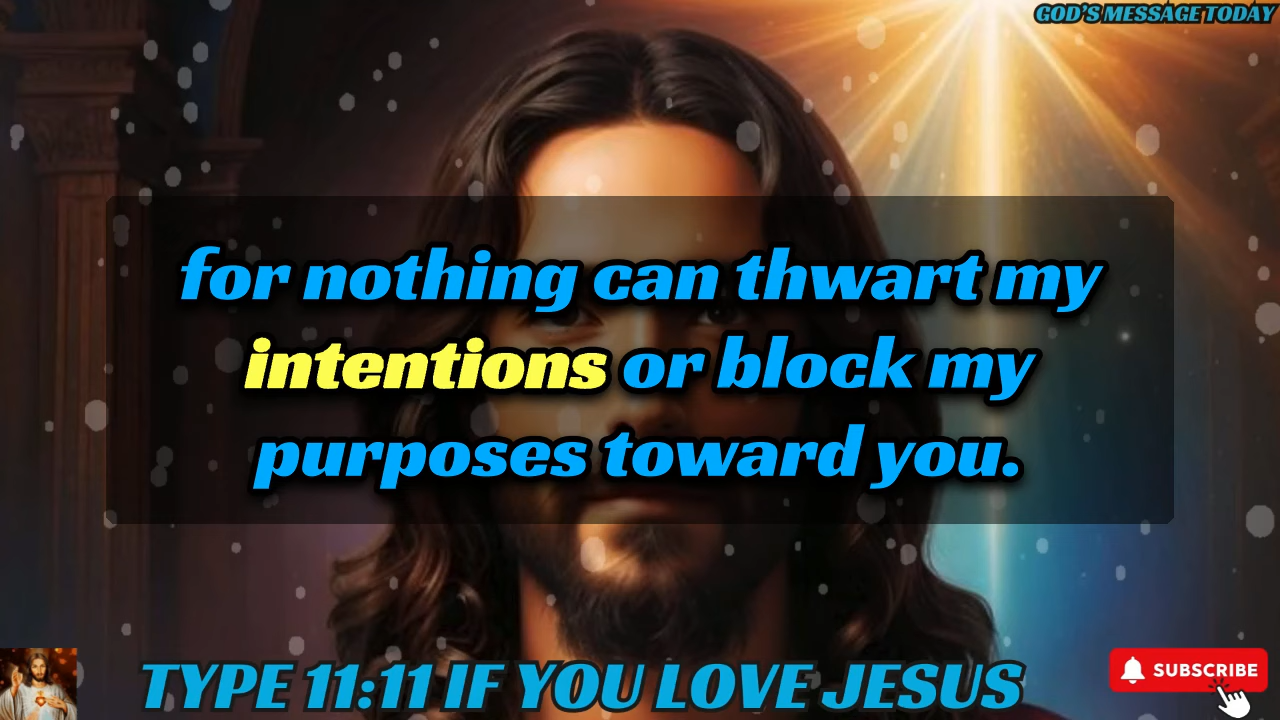 GOD'S MESSAGE TODAY
for nothing can thwart my
intentions or block my
purposes toward you.
TYPE 11:11 IF YOU LOVE JESUS
SUBSCRIBE